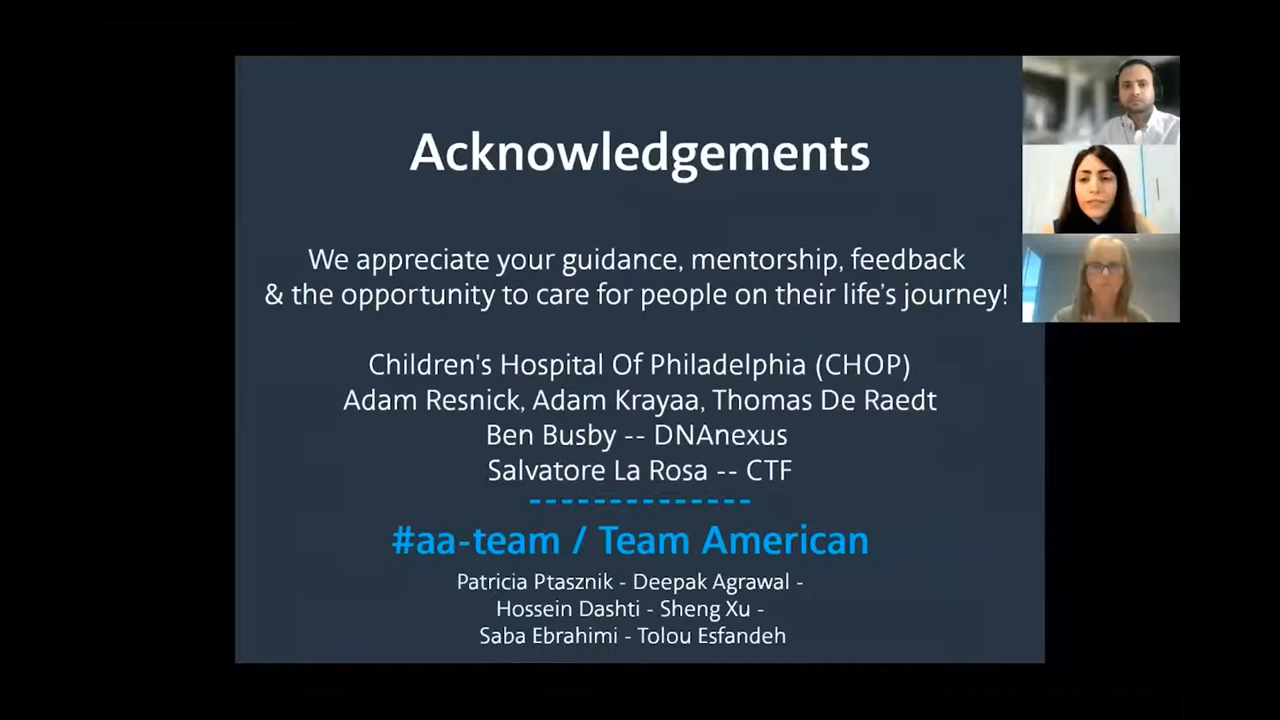 Acknowledgements
We appreciate your guidance, mentorship, feedback
& the opportunity to care for people on their life's journey!
Children's Hospital Of Philadelphia (CHOP)
Adam Resnick, Adam Krayaa, Thomas De Raedt
Ben Busby -- DNAnexus
Salvatore La Rosa -- CTF
--------------
#aa-team / Team American
Patricia Ptasznik - Deepak Agrawal -
Hossein Dashti - Sheng Xu -
Saba Ebrahimi - Tolou Esfandeh